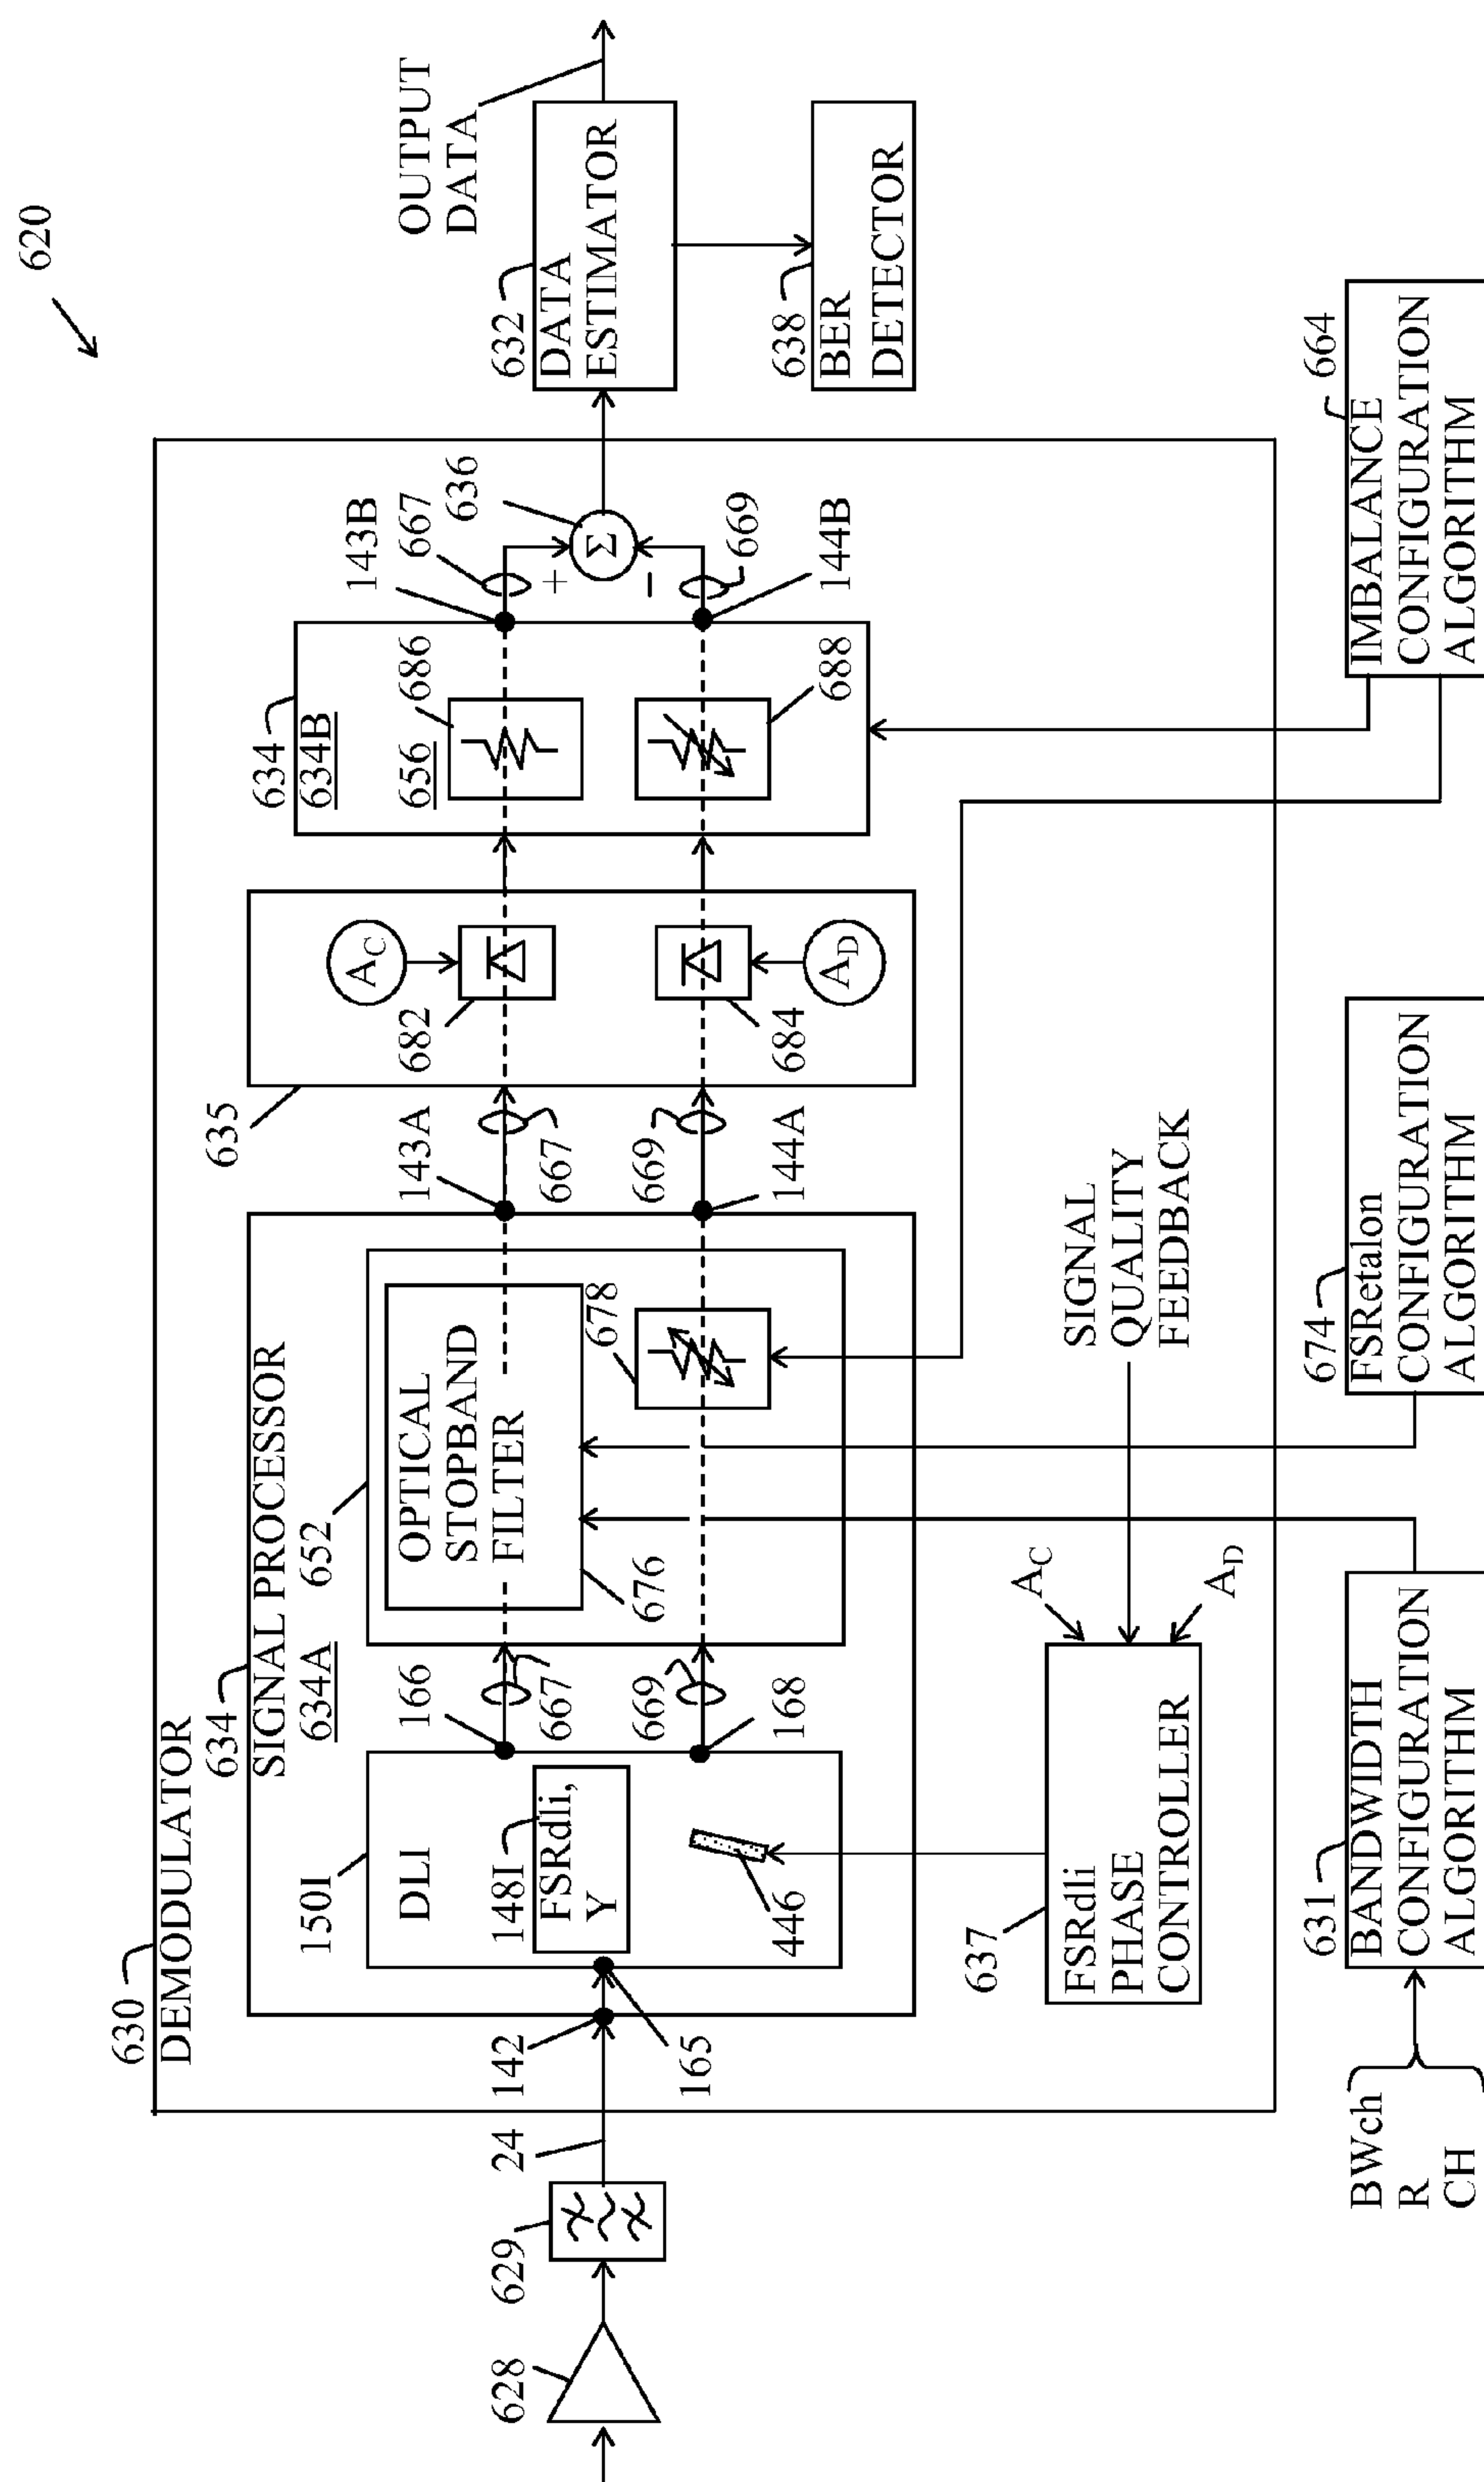 620
630
DEMODULATOR
634
SIGNAL PROCESSOR
634A
652
150I
DLI
148I
FSRdli,
Y
446
166
667
669
168
OPTICAL
STOPBAND
FILTER
676
678
143A
667
669
144A
635
682
684
AC
AD
634
634B
656
686
688
143B
667
636
+
Σ
−
669
144B
632
DATA
ESTIMATOR
OUTPUT
DATA
638
BER
DETECTOR
628
629
24
142
165
637
FSRdli
PHASE
CONTROLLER
AC
AD
SIGNAL
QUALITY
FEEDBACK
BWch
R
CH
631
BANDWIDTH
CONFIGURATION
ALGORITHM
674
FSRetalon
CONFIGURATION
ALGORITHM
664
IMBALANCE
CONFIGURATION
ALGORITHM